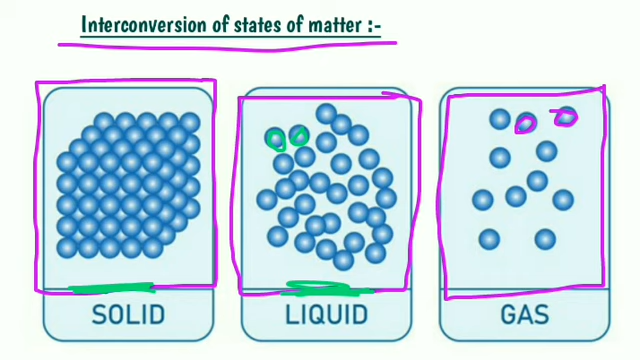 Interconversion of states of matter :-
SOLID
LIQUID
GAS